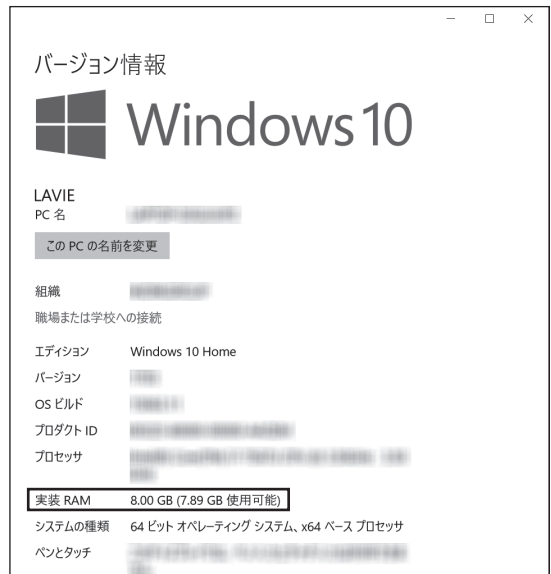 バージョン情報
Windows 10
LAVIE
PC 名
この PC の名前を変更
組織
職場または学校への接続
エディション Windows 10 Home
バージョン
OS ビルド
プロダクト ID
プロセッサ
実装 RAM 8.00 GB (7.89 GB 使用可能)
システムの種類 64 ビット オペレーティング システム、x64 ベース プロセッサ
ペンとタッチ